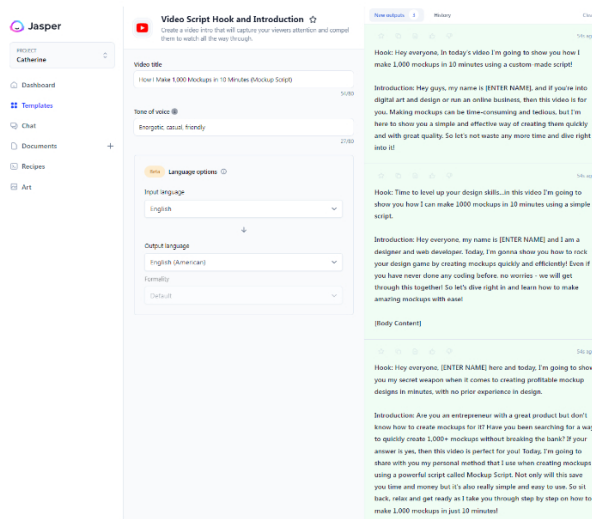 Jasper
PROJECT
Catherine
Dashboard
Templates
Chat
Documents
Recipes
Art
Video Script Hook and Introduction
Create a video intro that will capture your viewers attention and compel
them to watch all the way through.
Video title
How I Make 1,000 Mockups in 10 Minutes (Mockup Script)
51/80
Tone of voice
Energetic, casual, friendly
27/80
Beta Language options
Input language
English
Output language
English (American)
Formality
Default
New outputs 3 History
Hook: Hey everyone, In today's video I'm going to show you how I
make 1,000 mockups in 10 minutes using a custom-made script!
Introduction: Hey guys, my name is [ENTER NAME], and if you're into
digital art and design or run an online business, then this video is for
you. Making mockups can be time-consuming and tedious, but I'm
here to show you a simple and effective way of creating them quickly
and with great quality. So let's not waste any more time and dive right
into it!
54s ag
Hook: Time to level up your design skills...in this video I'm going to
show you how I can make 1000 mockups in 10 minutes using a simple
script.
Introduction: Hey everyone, my name is [ENTER NAME] and I am a
designer and web developer. Today, I'm gonna show you how to rock
your design game by creating mockups quickly and efficiently! Even if
you have never done any coding before, no worries - we will get
through this together! So let's dive right in and learn how to make
amazing mockups with ease!
[Body Content]
54s ag
Hook: Hey everyone, [ENTER NAME] here and today, I'm going to show
you my secret weapon when it comes to creating profitable mockup
designs in minutes, with no prior experience in design.
Introduction: Are you an entrepreneur with a great product but don't
know how to create mockups for it? Have you been searching for a way
to quickly create 1,000+ mockups without breaking the bank? If your
answer is yes, then this video is perfect for you! Today, I'm going to
share with you my personal method that I use when creating mockups
using a powerful script called Mockup Script. Not only will this save
you time and money but it's also really simple and easy to use. So sit
back, relax and get ready as I take you through step by step on how to
make 1,000 mockups in just 10 minutes!